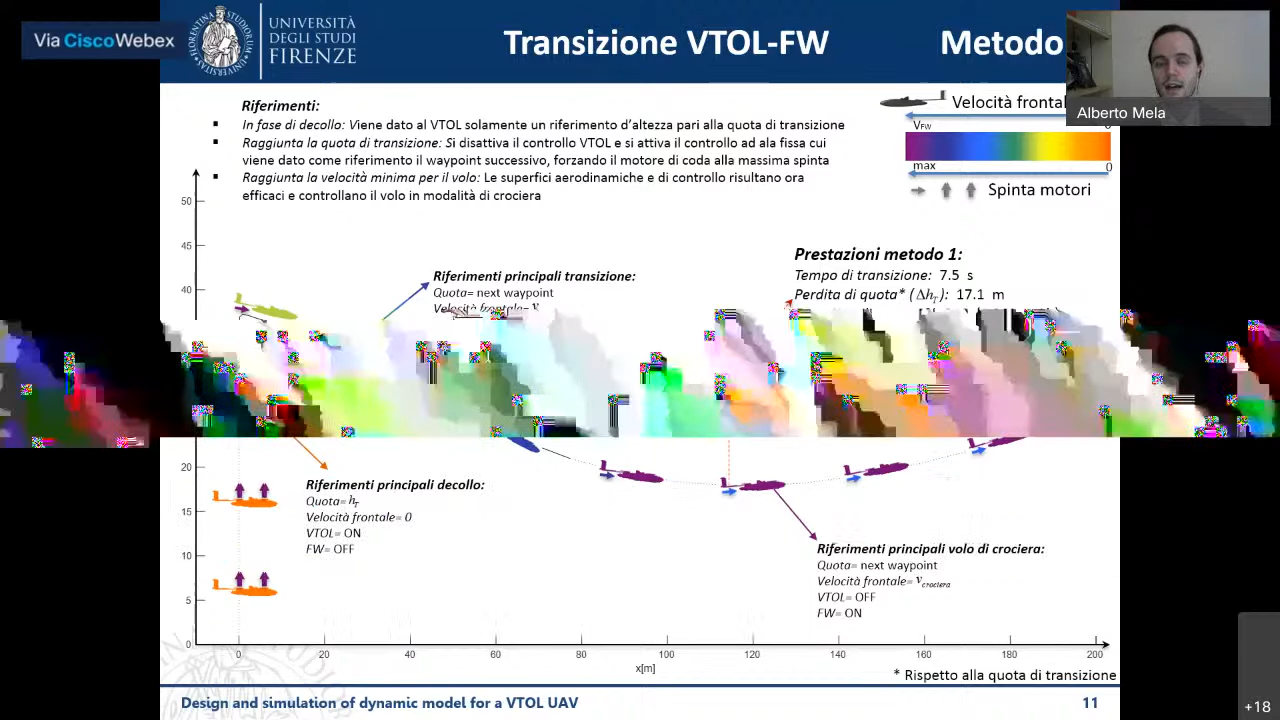 Via CiscoWebex
UNIVERSITÀ
DEGLI STUDI
FIRENZE
Transizione VTOL-FW
Metodo
Alberto Mela
Riferimenti:
In fase di decollo: Viene dato al VTOL solamente un riferimento d'altezza pari alla quota di transizione
Raggiunta la quota di transizione: Si disattiva il controllo VTOL e si attiva il controllo ad ala fissa cui
viene dato come riferimento il waypoint successivo, forzando il motore di coda alla massima spinta
Raggiunta la velocità minima per il volo: Le superfici aerodinamiche e di controllo risultano ora
efficaci e controllano il volo in modalità di crociera
Velocità frontale
VFW
max
0
Spinta motori
Prestazioni metodo 1:
Tempo di transizione: 7.5 s
Perdita di quota* (ΔhT): 17.1 m
Riferimenti principali transizione:
Quota= next waypoint
Velocità frontale= v
50
45
40
20
15
10
5
0
Riferimenti principali decollo:
Quota= hT
Velocità frontale= 0
VTOL= ON
FW= OFF
Riferimenti principali volo di crociera:
Quota= next waypoint
Velocità frontale= vcrociera
VTOL= OFF
FW= ON
0 20 40 60 80 100 120 140 160 180 200
x[m]
* Rispetto alla quota di transizione
Design and simulation of dynamic model for a VTOL UAV
11
+18